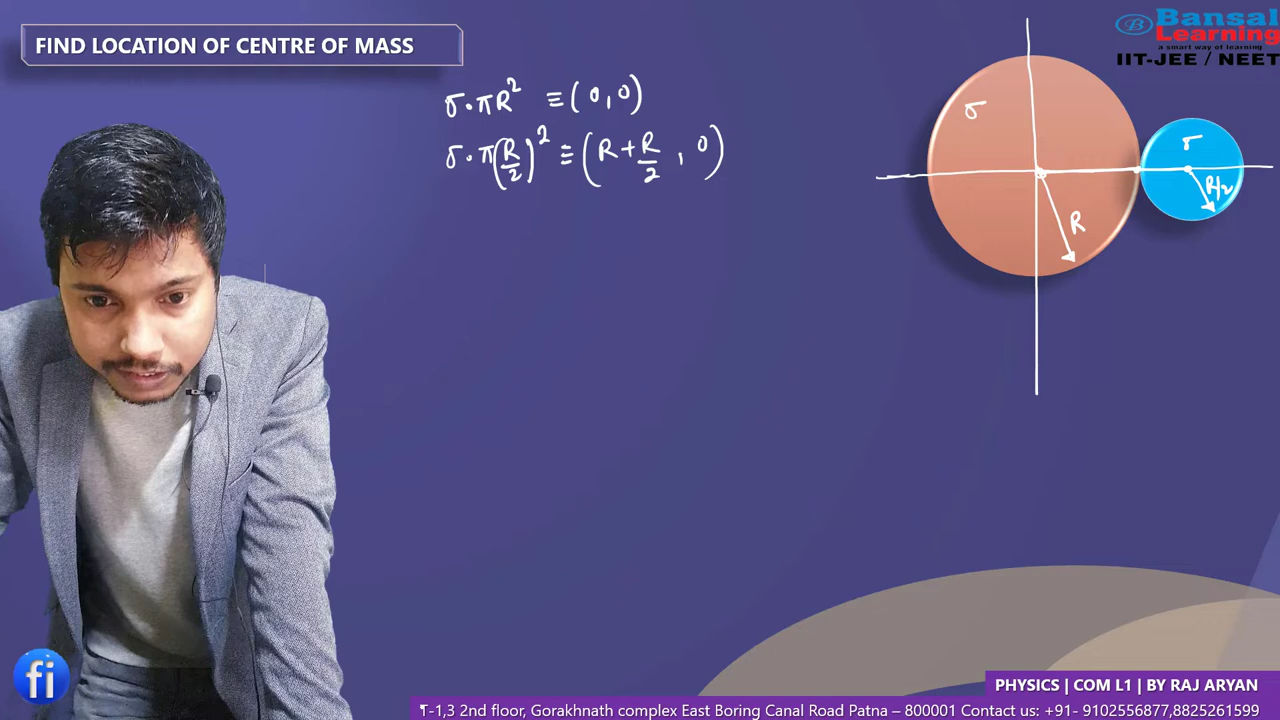 FIND LOCATION OF CENTRE OF MASS
Bansal
Learning
a smart way of learning
IIT-JEE / NEET
σ·πR² ≡ (0,0)
σ·π(R/2)² ≡ (R+R/2, 0)
σ
σ
R/2
R
fi
PHYSICS | COM L1 | BY RAJ ARYAN
T-1,3 2nd floor, Gorakhnath complex East Boring Canal Road Patna – 800001 Contact us: +91- 9102556877,8825261599